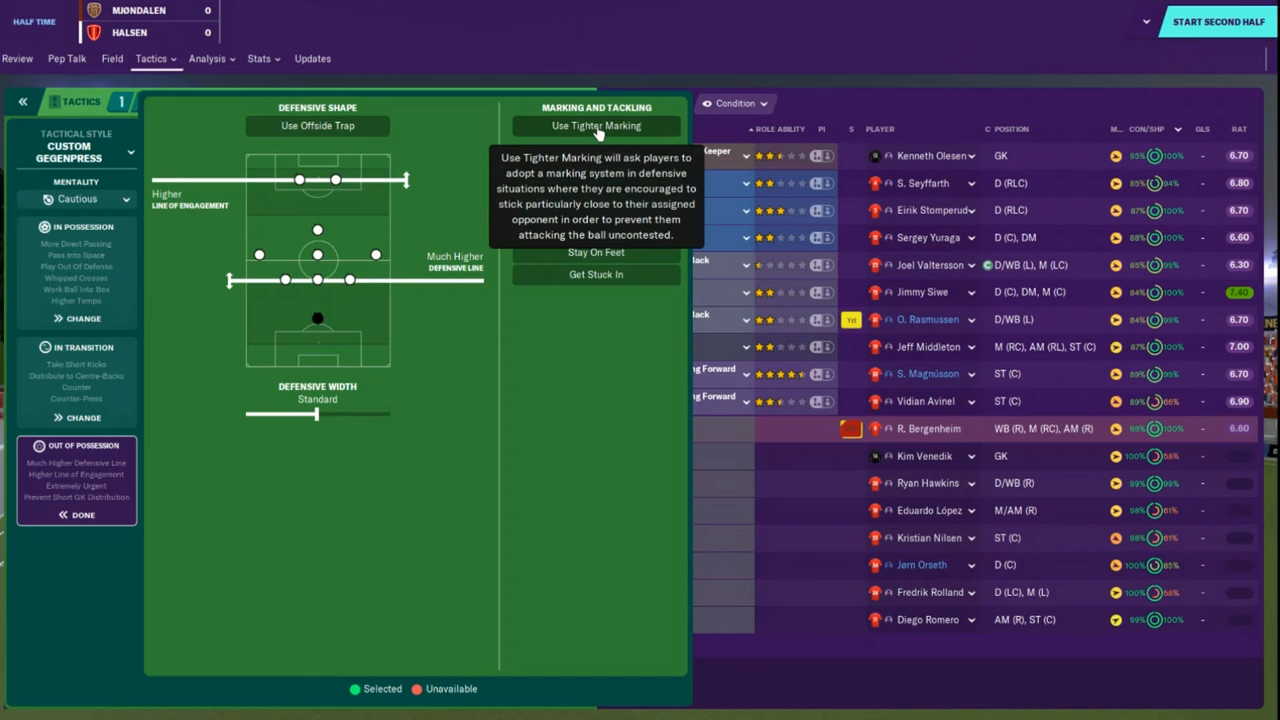 HALF TIME
MJØNDALEN 0
HALSEN 0
START SECOND HALF
Review Pep Talk Field Tactics Analysis Stats Updates
TACTICS 1
TACTICAL STYLE
CUSTOM
GEGENPRESS
MENTALITY
Cautious
IN POSSESSION
More Direct Passing
Pass Into Space
Play Out Of Defense
Whipped Crosses
Work Ball Into Box
Higher Tempo
CHANGE
IN TRANSITION
Take Short Kicks
Distribute to Centre-Backs
Counter
Counter-Press
CHANGE
OUT OF POSSESSION
Much Higher Defensive Line
Higher Line of Engagement
Extremely Urgent
Prevent Short GK Distribution
DONE
DEFENSIVE SHAPE
Use Offside Trap
Higher
LINE OF ENGAGEMENT
Much Higher
DEFENSIVE LINE
DEFENSIVE WIDTH
Standard
MARKING AND TACKLING
Use Tighter Marking
Use Tighter Marking will ask players to
adopt a marking system in defensive
situations where they are encouraged to
stick particularly close to their assigned
opponent in order to prevent them
attacking the ball uncontested.
Stay On Feet
Get Stuck In
Selected Unavailable
Condition
ROLE ABILITY PI S PLAYER C POSITION M... CON/SHP GLS RAT
Keeper Kenneth Olesen GK 95% 100% - 6.70
S. Seyffarth D (RLC) 85% 94% - 6.80
Eirik Stomperud D (RLC) 87% 100% - 6.70
Sergey Yuraga D (C), DM 88% 100% - 6.60
Back Joel Valtersson C D/WB (L), M (LC) 85% 99% - 6.30
Jimmy Siwe D (C), DM, M (C) 84% 100% - 7.40
Back Yel O. Rasmussen D/WB (L) 84% 99% - 6.70
Jeff Middleton M (RC), AM (RL), ST (C) 87% 100% - 7.00
ng Forward S. Magnússon ST (C) 89% 99% - 6.70
ng Forward Vidian Avinel ST (C) 89% 66% - 6.90
R. Bergenheim WB (R), M (RC), AM (R) 98% 100% - 6.60
14 Kim Venedik GK 100% 58% -
Ryan Hawkins D/WB (R) 99% 99% -
Eduardo López M/AM (R) 98% 61% -
Kristian Nilsen ST (C) 98% 61% -
Jørn Orseth D (C) 100% 85% -
Fredrik Rolland D (LC), M (L) 100% 56% -
Diego Romero AM (R), ST (C) 99% 100% -